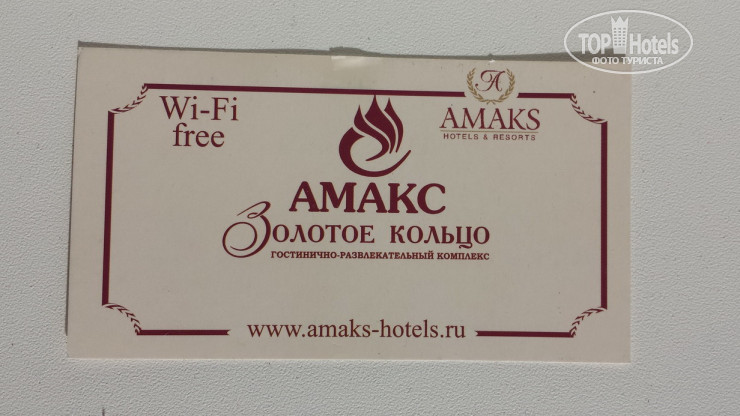 TOP Hotels
ФОТО ТУРИСТА
Wi-Fi
free
A
AMAKS
HOTELS & RESORTS
АМАКС
Золотое кольцо
ГОСТИНИЧНО-РАЗВЛЕКАТЕЛЬНЫЙ КОМПЛЕКС
www.amaks-hotels.ru